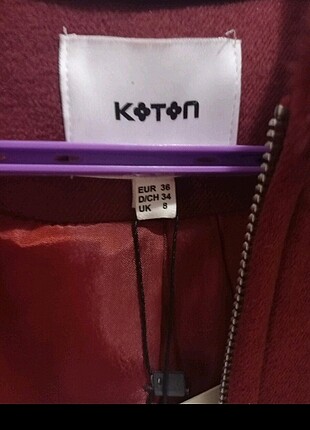 KOTON
EUR 36
D/CH 34
UK 8